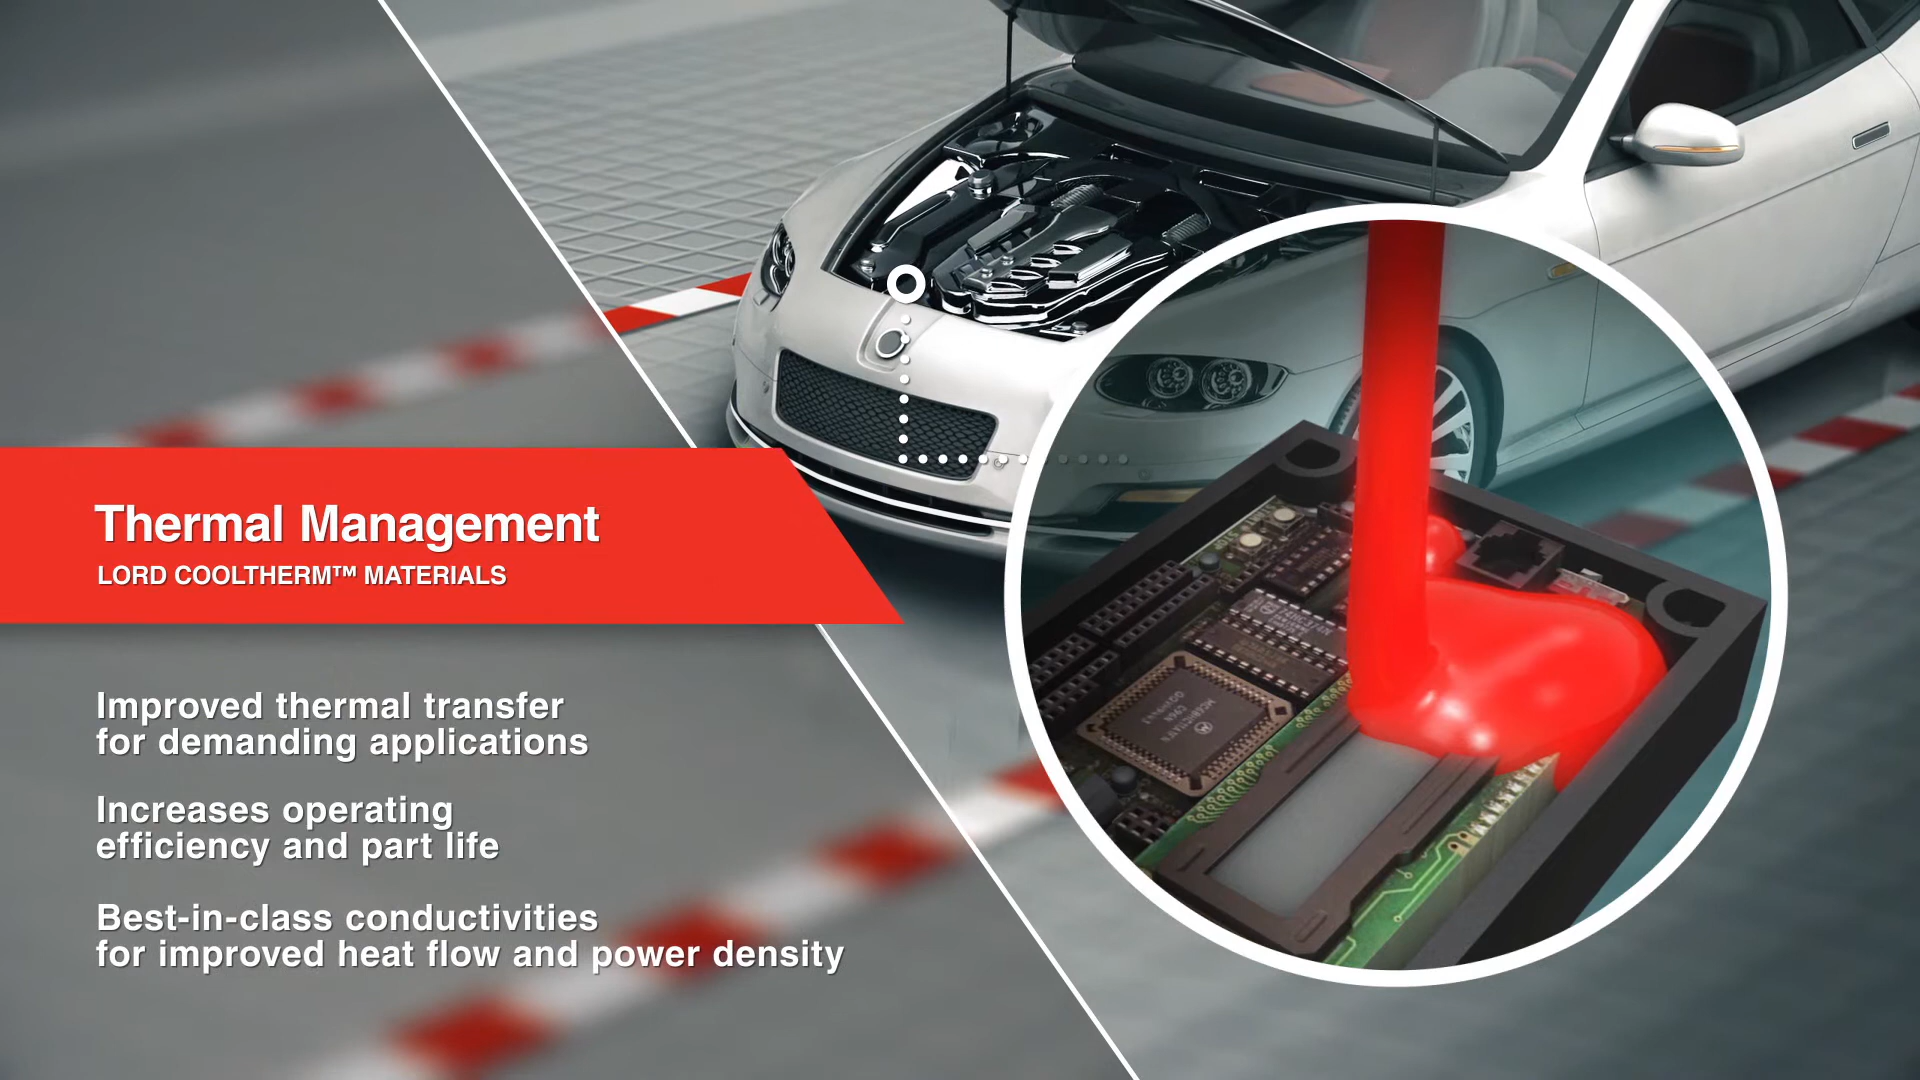 Thermal Management
LORD COOLTHERM™ MATERIALS
Improved thermal transfer
for demanding applications
Increases operating
efficiency and part life
Best-in-class conductivities
for improved heat flow and power density